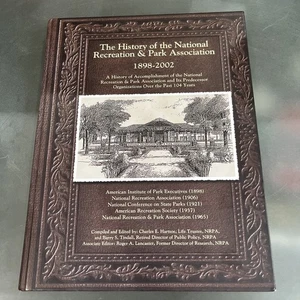 The History of the National
Recreation & Park Association
1898-2002
A History of Accomplishment of the National
Recreation & Park Association and Its Predecessor
Organizations Over the Past 104 Years
American Institute of Park Executives (1898)
National Recreation Association (1906)
National Conference on State Parks (1921)
American Recreation Society (1937)
National Recreation & Park Association (1965)
Compiled and Edited by: Charles E. Hartsoe, Life Trustee, NRPA,
and Barry S. Tindall, Retired Director of Public Policy, NRPA
Associate Editor: Roger A. Lancaster, Former Director of Research, NRPA